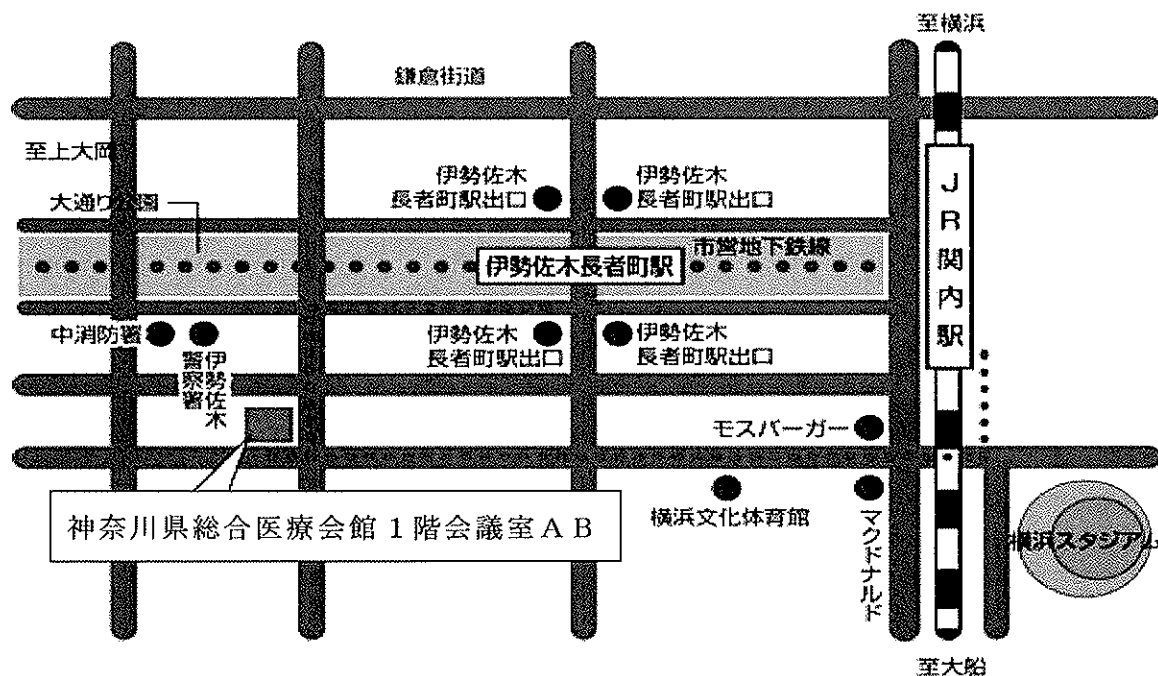 至横浜
鎌倉街道
至上大岡
伊勢佐木
長者町駅出口
伊勢佐木
長者町駅出口
大通り公園
市営地下鉄線
伊勢佐木長者町駅
JR関内駅
中消防署
伊勢佐木
警察署
伊勢佐木
長者町駅出口
伊勢佐木
長者町駅出口
モスバーガー
神奈川県総合医療会館1階会議室AB
横浜文化体育館
マクドナルド
横浜スタジアム
至大船